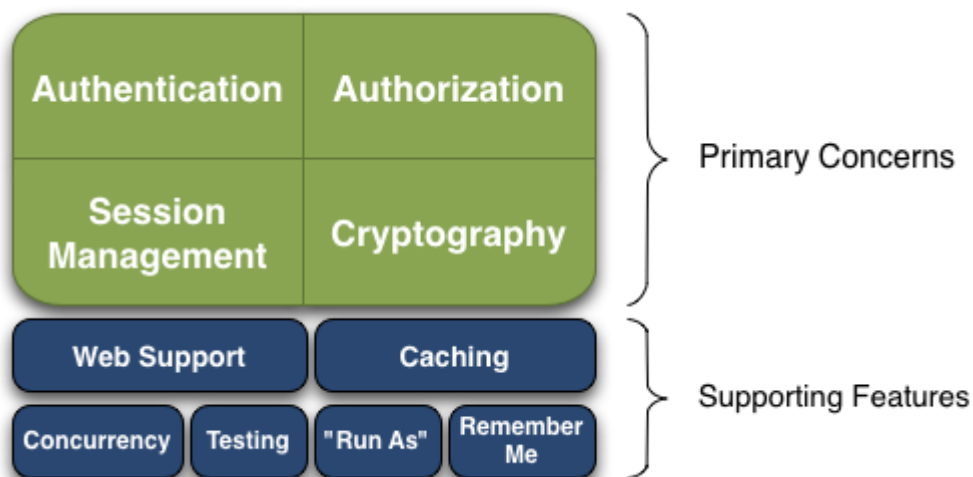 Authentication
Authorization
Primary Concerns
Session
Management
Cryptography
Web Support
Caching
Supporting Features
Concurrency
Testing
"Run As"
Remember
Me